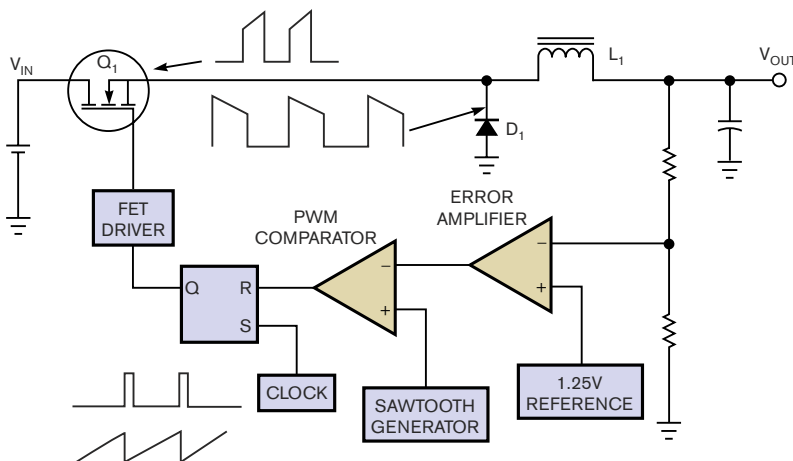 V_IN
Q_1
L_1
V_OUT
D_1
FET
DRIVER
PWM
COMPARATOR
ERROR
AMPLIFIER
−
+
−
+
Q
R
S
CLOCK
SAWTOOTH
GENERATOR
1.25V
REFERENCE